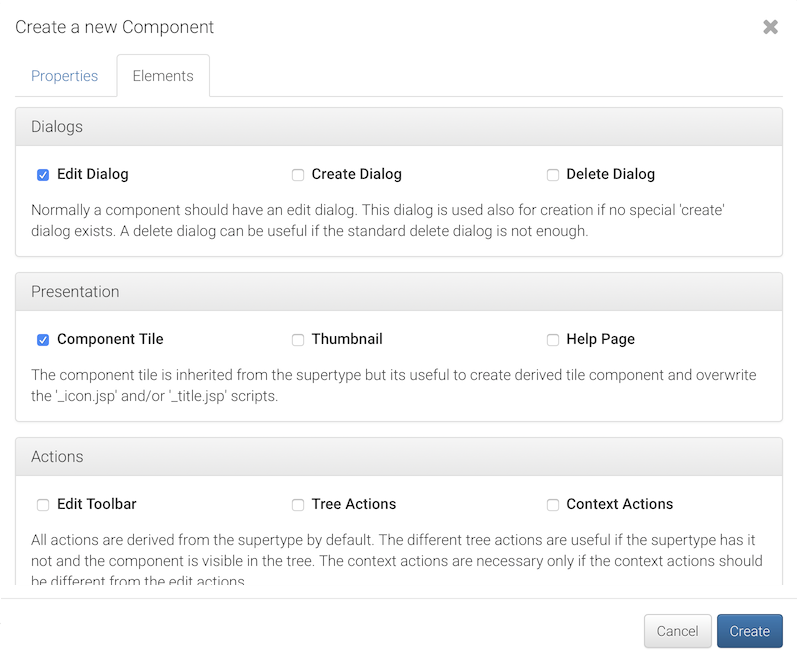 Create a new Component
Properties
Elements
Dialogs
Edit Dialog
Create Dialog
Delete Dialog
Normally a component should have an edit dialog. This dialog is used also for creation if no special 'create'
dialog exists. A delete dialog can be useful if the standard delete dialog is not enough.
Presentation
Component Tile
Thumbnail
Help Page
The component tile is inherited from the supertype but its useful to create derived tile component and overwrite
the '_icon.jsp' and/or '_title.jsp' scripts.
Actions
Edit Toolbar
Tree Actions
Context Actions
All actions are derived from the supertype by default. The different tree actions are useful if the supertype has it
not and the component is visible in the tree. The context actions are necessary only if the context actions should
be different from the edit actions.
Cancel
Create